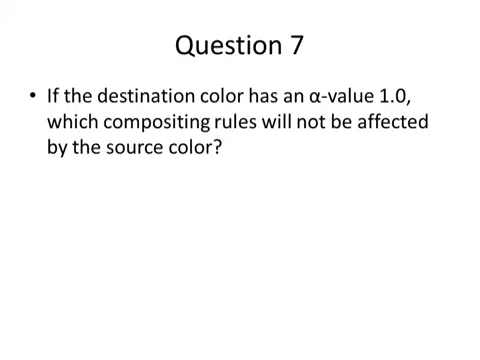 Question 7
• If the destination color has an α-value 1.0,
which compositing rules will not be affected
by the source color?